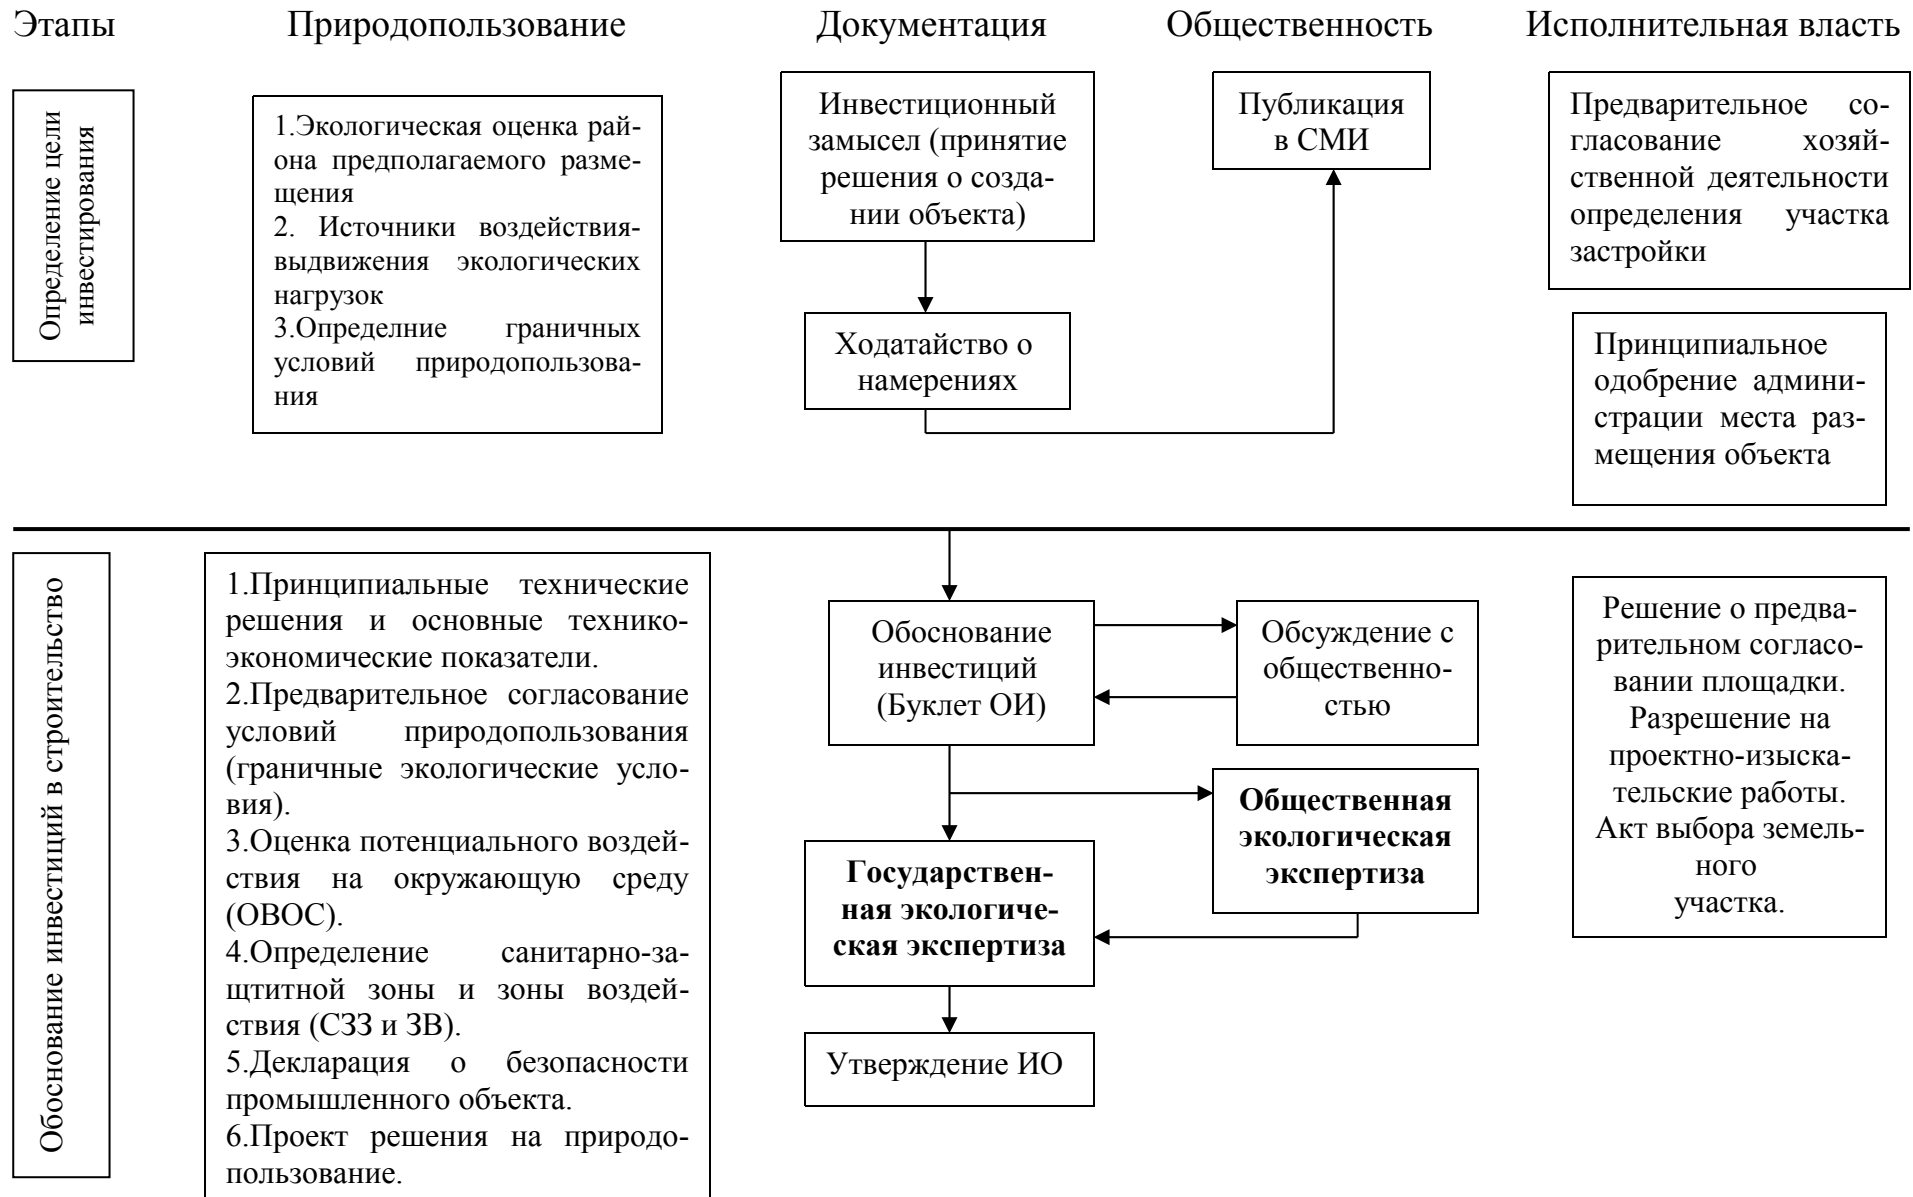 Этапы
Природопользование
Документация
Общественность
Исполнительная власть
Определение цели
инвестирования
1.Экологическая оценка рай-
она предполагаемого разме-
щения
2. Источники воздействия-
выдвижения экологических
нагрузок
3.Определние граничных
условий природопользова-
ния
Инвестиционный
замысел (принятие
решения о созда-
нии объекта)
Ходатайство о
намерениях
Публикация
в СМИ
Предварительное со-
гласование хозяй-
ственной деятельности
определения участка
застройки
Принципиальное
одобрение админи-
страции места раз-
мещения объекта
Обоснование инвестиций в строительство
1.Принципиальные технические
решения и основные технико-
экономические показатели.
2.Предварительное согласование
условий природопользования
(граничные экологические усло-
вия).
3.Оценка потенциального воздей-
ствия на окружающую среду
(ОВОС).
4.Определение санитарно-за-
щтитной зоны и зоны воздей-
ствия (СЗЗ и ЗВ).
5.Декларация о безопасности
промышленного объекта.
6.Проект решения на природо-
пользование.
Обоснование
инвестиций
(Буклет ОИ)
Обсуждение с
общественно-
стью
Общественная
экологическая
экспертиза
Государствен-
ная экологиче-
ская экспертиза
Утверждение ИО
Решение о предва-
рительном согласо-
вании площадки.
Разрешение на
проектно-изыска-
тельские работы.
Акт выбора земель-
ного
участка.